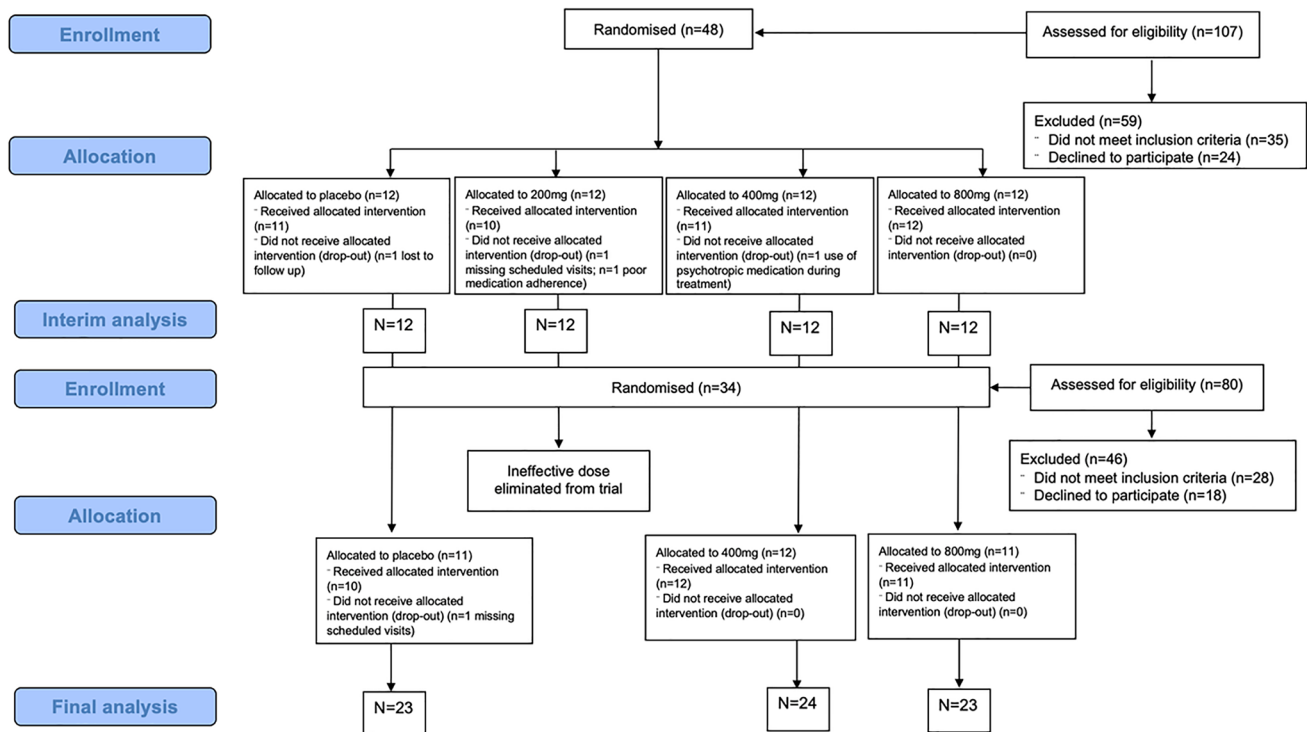 Enrollment
Randomised (n=48)
Assessed for eligibility (n=107)
Excluded (n=59)
- Did not meet inclusion criteria (n=35)
- Declined to participate (n=24)
Allocation
Allocated to placebo (n=12)
- Received allocated intervention
(n=11)
- Did not receive allocated
intervention (drop-out) (n=1 lost to
follow up)
Allocated to 200mg (n=12)
- Received allocated intervention
(n=10)
- Did not receive allocated
intervention (drop-out) (n=1
missing scheduled visits; n=1 poor
medication adherence)
Allocated to 400mg (n=12)
- Received allocated intervention
(n=11)
- Did not receive allocated
intervention (drop-out) (n=1 use of
psychotropic medication during
treatment)
Allocated to 800mg (n=12)
- Received allocated intervention
(n=12)
- Did not receive allocated
intervention (drop-out) (n=0)
Interim analysis
N=12
N=12
N=12
N=12
Enrollment
Randomised (n=34)
Assessed for eligibility (n=80)
Excluded (n=46)
- Did not meet inclusion criteria (n=28)
- Declined to participate (n=18)
Ineffective dose
eliminated from trial
Allocation
Allocated to placebo (n=11)
- Received allocated intervention
(n=10)
- Did not receive allocated
intervention (drop-out) (n=1 missing
scheduled visits)
Allocated to 400mg (n=12)
- Received allocated intervention
(n=12)
- Did not receive allocated
intervention (drop-out) (n=0)
Allocated to 800mg (n=11)
- Received allocated intervention
(n=11)
- Did not receive allocated
intervention (drop-out) (n=0)
Final analysis
N=23
N=24
N=23